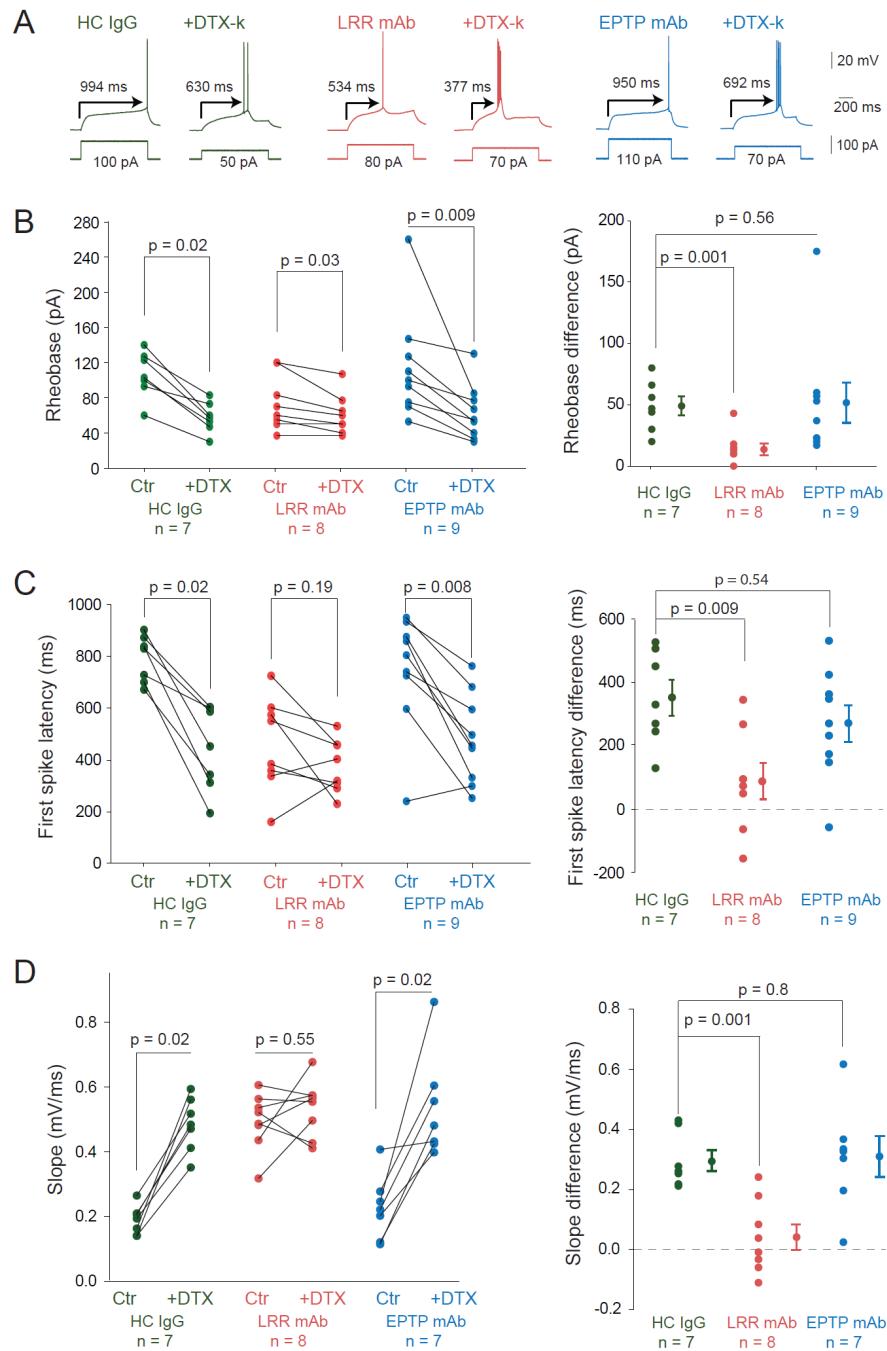 A
HC IgG +DTX-k LRR mAb +DTX-k EPTP mAb +DTX-k
20 mV
994 ms 630 ms 534 ms 377 ms 950 ms 692 ms
200 ms
100 pA
100 pA 50 pA 80 pA 70 pA 110 pA 70 pA
B
Rheobase (pA)
280
240
200
160
120
80
40
0
p = 0.02
p = 0.03
p = 0.009
Ctr +DTX Ctr +DTX Ctr +DTX
HC IgG LRR mAb EPTP mAb
n = 7 n = 8 n = 9
Rheobase difference (pA)
200
150
100
50
0
p = 0.56
p = 0.001
HC IgG LRR mAb EPTP mAb
n = 7 n = 8 n = 9
C
First spike latency (ms)
1000
800
600
400
200
0
p = 0.02 p = 0.19 p = 0.008
Ctr +DTX Ctr +DTX Ctr +DTX
HC IgG LRR mAb EPTP mAb
n = 7 n = 8 n = 9
First spike latency difference (ms)
600
400
200
0
-200
p = 0.54
p = 0.009
HC IgG LRR mAb EPTP mAb
n = 7 n = 8 n = 9
D
Slope (mV/ms)
0.8
0.6
0.4
0.2
0.0
p = 0.02 p = 0.55 p = 0.02
Ctr +DTX Ctr +DTX Ctr +DTX
HC IgG LRR mAb EPTP mAb
n = 7 n = 8 n = 7
Slope difference (mV/ms)
0.8
0.6
0.4
0.2
0.0
-0.2
p = 0.8
p = 0.001
HC IgG LRR mAb EPTP mAb
n = 7 n = 8 n = 7